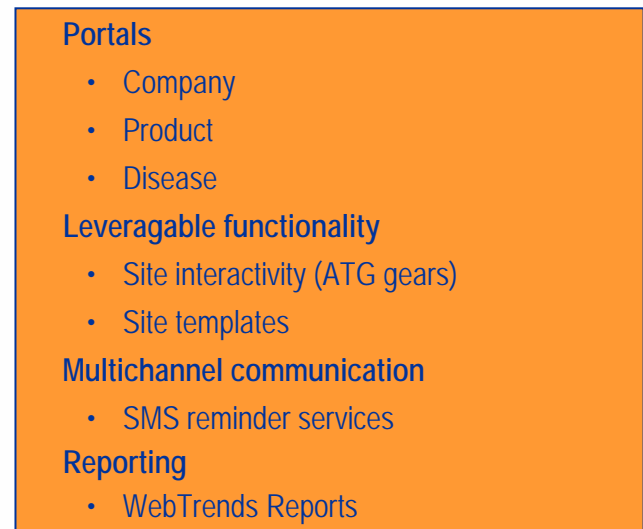 Portals
• Company
• Product
• Disease
Leveragable functionality
• Site interactivity (ATG gears)
• Site templates
Multichannel communication
• SMS reminder services
Reporting
• WebTrends Reports